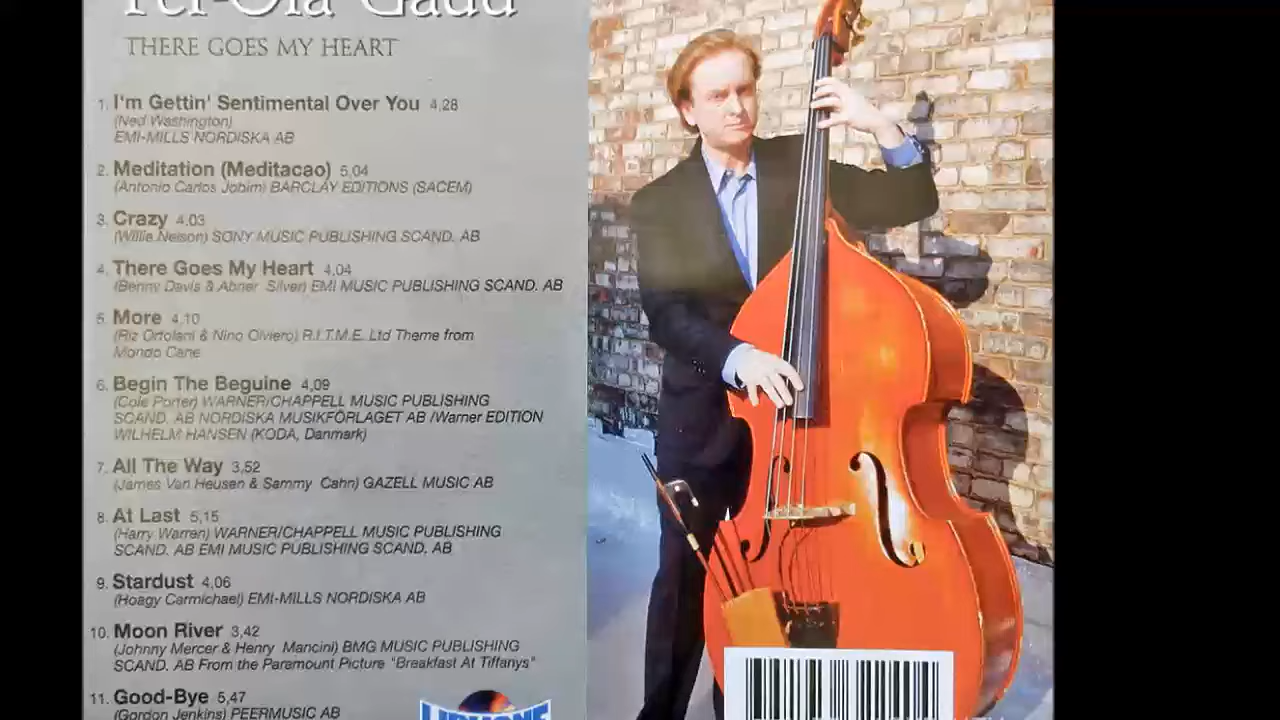 Per-Ola Gadd
THERE GOES MY HEART
1. I'm Gettin' Sentimental Over You 4,28
(Ned Washington)
EMI-MILLS NORDISKA AB
2. Meditation (Meditacao) 5,04
(Antonio Carlos Jobim) BARCLAY EDITIONS (SACEM)
3. Crazy 4,03
(Willie Nelson) SONY MUSIC PUBLISHING SCAND. AB
4. There Goes My Heart 4,04
(Benny Davis & Abner Silver) EMI MUSIC PUBLISHING SCAND. AB
5. More 4,10
(Riz Ortolani & Nino Olviero) R.I.T.M.E. Ltd Theme from
Mondo Cane
6. Begin The Beguine 4,09
(Cole Porter) WARNER/CHAPPELL MUSIC PUBLISHING
SCAND. AB NORDISKA MUSIKFÖRLAGET AB /Warner EDITION
WILHELM HANSEN (KODA, Danmark)
7. All The Way 3,52
(James Van Heusen & Sammy Cahn) GAZELL MUSIC AB
8. At Last 5,15
(Harry Warren) WARNER/CHAPPELL MUSIC PUBLISHING
SCAND. AB EMI MUSIC PUBLISHING SCAND. AB
9. Stardust 4,06
(Hoagy Carmichael) EMI-MILLS NORDISKA AB
10. Moon River 3,42
(Johnny Mercer & Henry Mancini) BMG MUSIC PUBLISHING
SCAND. AB From the Paramount Picture "Breakfast At Tiffanys"
11. Good-Bye 5,47
(Gordon Jenkins) PEERMUSIC AB